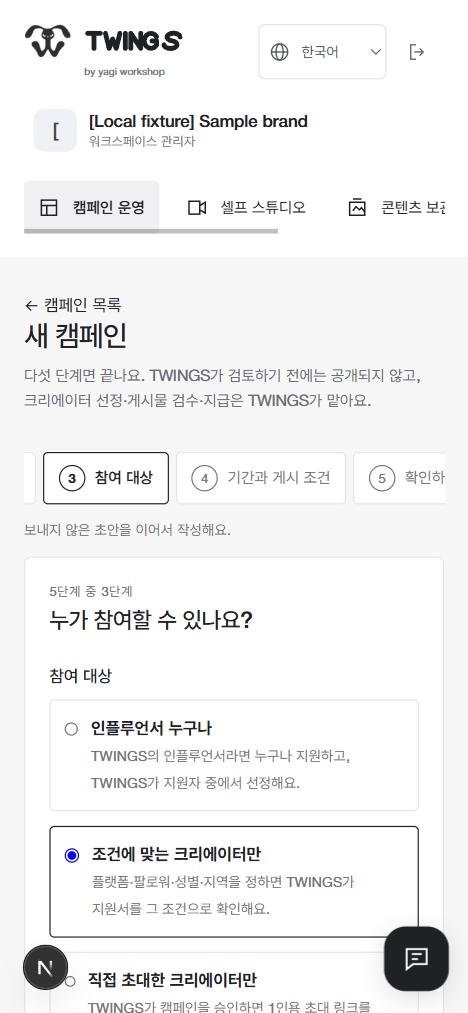 TWINGS
by yagi workshop
한국어
[
[Local fixture] Sample brand
워크스페이스 관리자
캠페인 운영
셀프 스튜디오
콘텐츠 보관
← 캠페인 목록
새 캠페인
다섯 단계면 끝나요. TWINGS가 검토하기 전에는 공개되지 않고,
크리에이터 선정·게시물 검수·지급은 TWINGS가 맡아요.
3 참여 대상
4 기간과 게시 조건
5 확인하
보내지 않은 초안을 이어서 작성해요.
5단계 중 3단계
누가 참여할 수 있나요?
참여 대상
인플루언서 누구나
TWINGS의 인플루언서라면 누구나 지원하고,
TWINGS가 지원자 중에서 선정해요.
조건에 맞는 크리에이터만
플랫폼·팔로워·성별·지역을 정하면 TWINGS가
지원서를 그 조건으로 확인해요.
N
직접 초대한 크리에이터만
TWINGS가 캠페인을 승인하면 1인용 초대 링크를